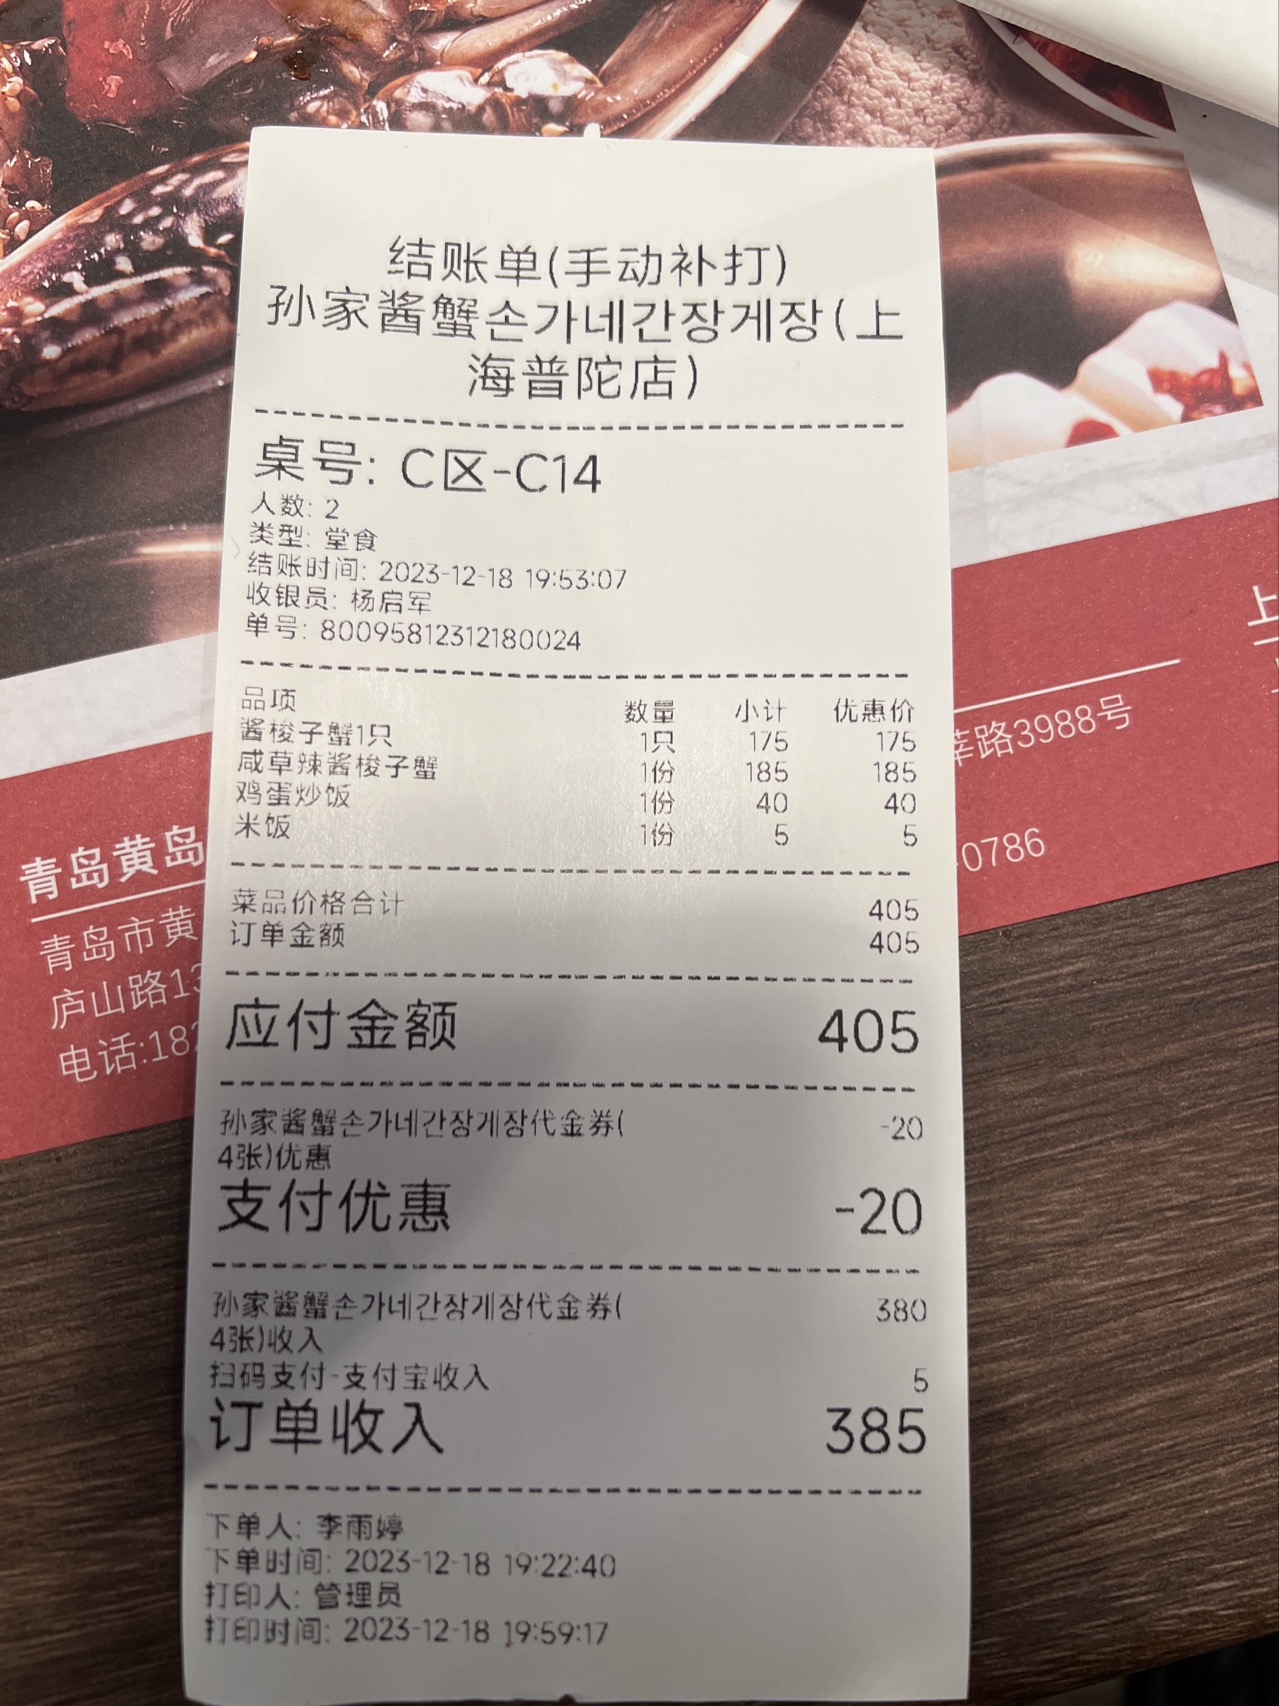 结账单(手动补打)
孙家酱蟹손가네간장게장(上
海普陀店)
桌号: C区-C14
人数: 2
类型: 堂食
结账时间: 2023-12-18 19:53:07
收银员: 杨启军
单号: 80095812312180024
品项 数量 小计 优惠价
酱梭子蟹1只 1只 175 175
咸草辣酱梭子蟹 1份 185 185
鸡蛋炒饭 1份 40 40
米饭 1份 5 5
菜品价格合计 405
订单金额 405
应付金额 405
孙家酱蟹손가네간장게장代金券( -20
4张)优惠
支付优惠 -20
孙家酱蟹손가네간장게장代金券( 380
4张)收入
扫码支付-支付宝收入 5
订单收入 385
下单人: 李雨婷
下单时间: 2023-12-18 19:22:40
打印人: 管理员
打印时间: 2023-12-18 19:59:17
青岛黄岛
青岛市黄
庐山路13
电话:182
莘路3988号
0786
上